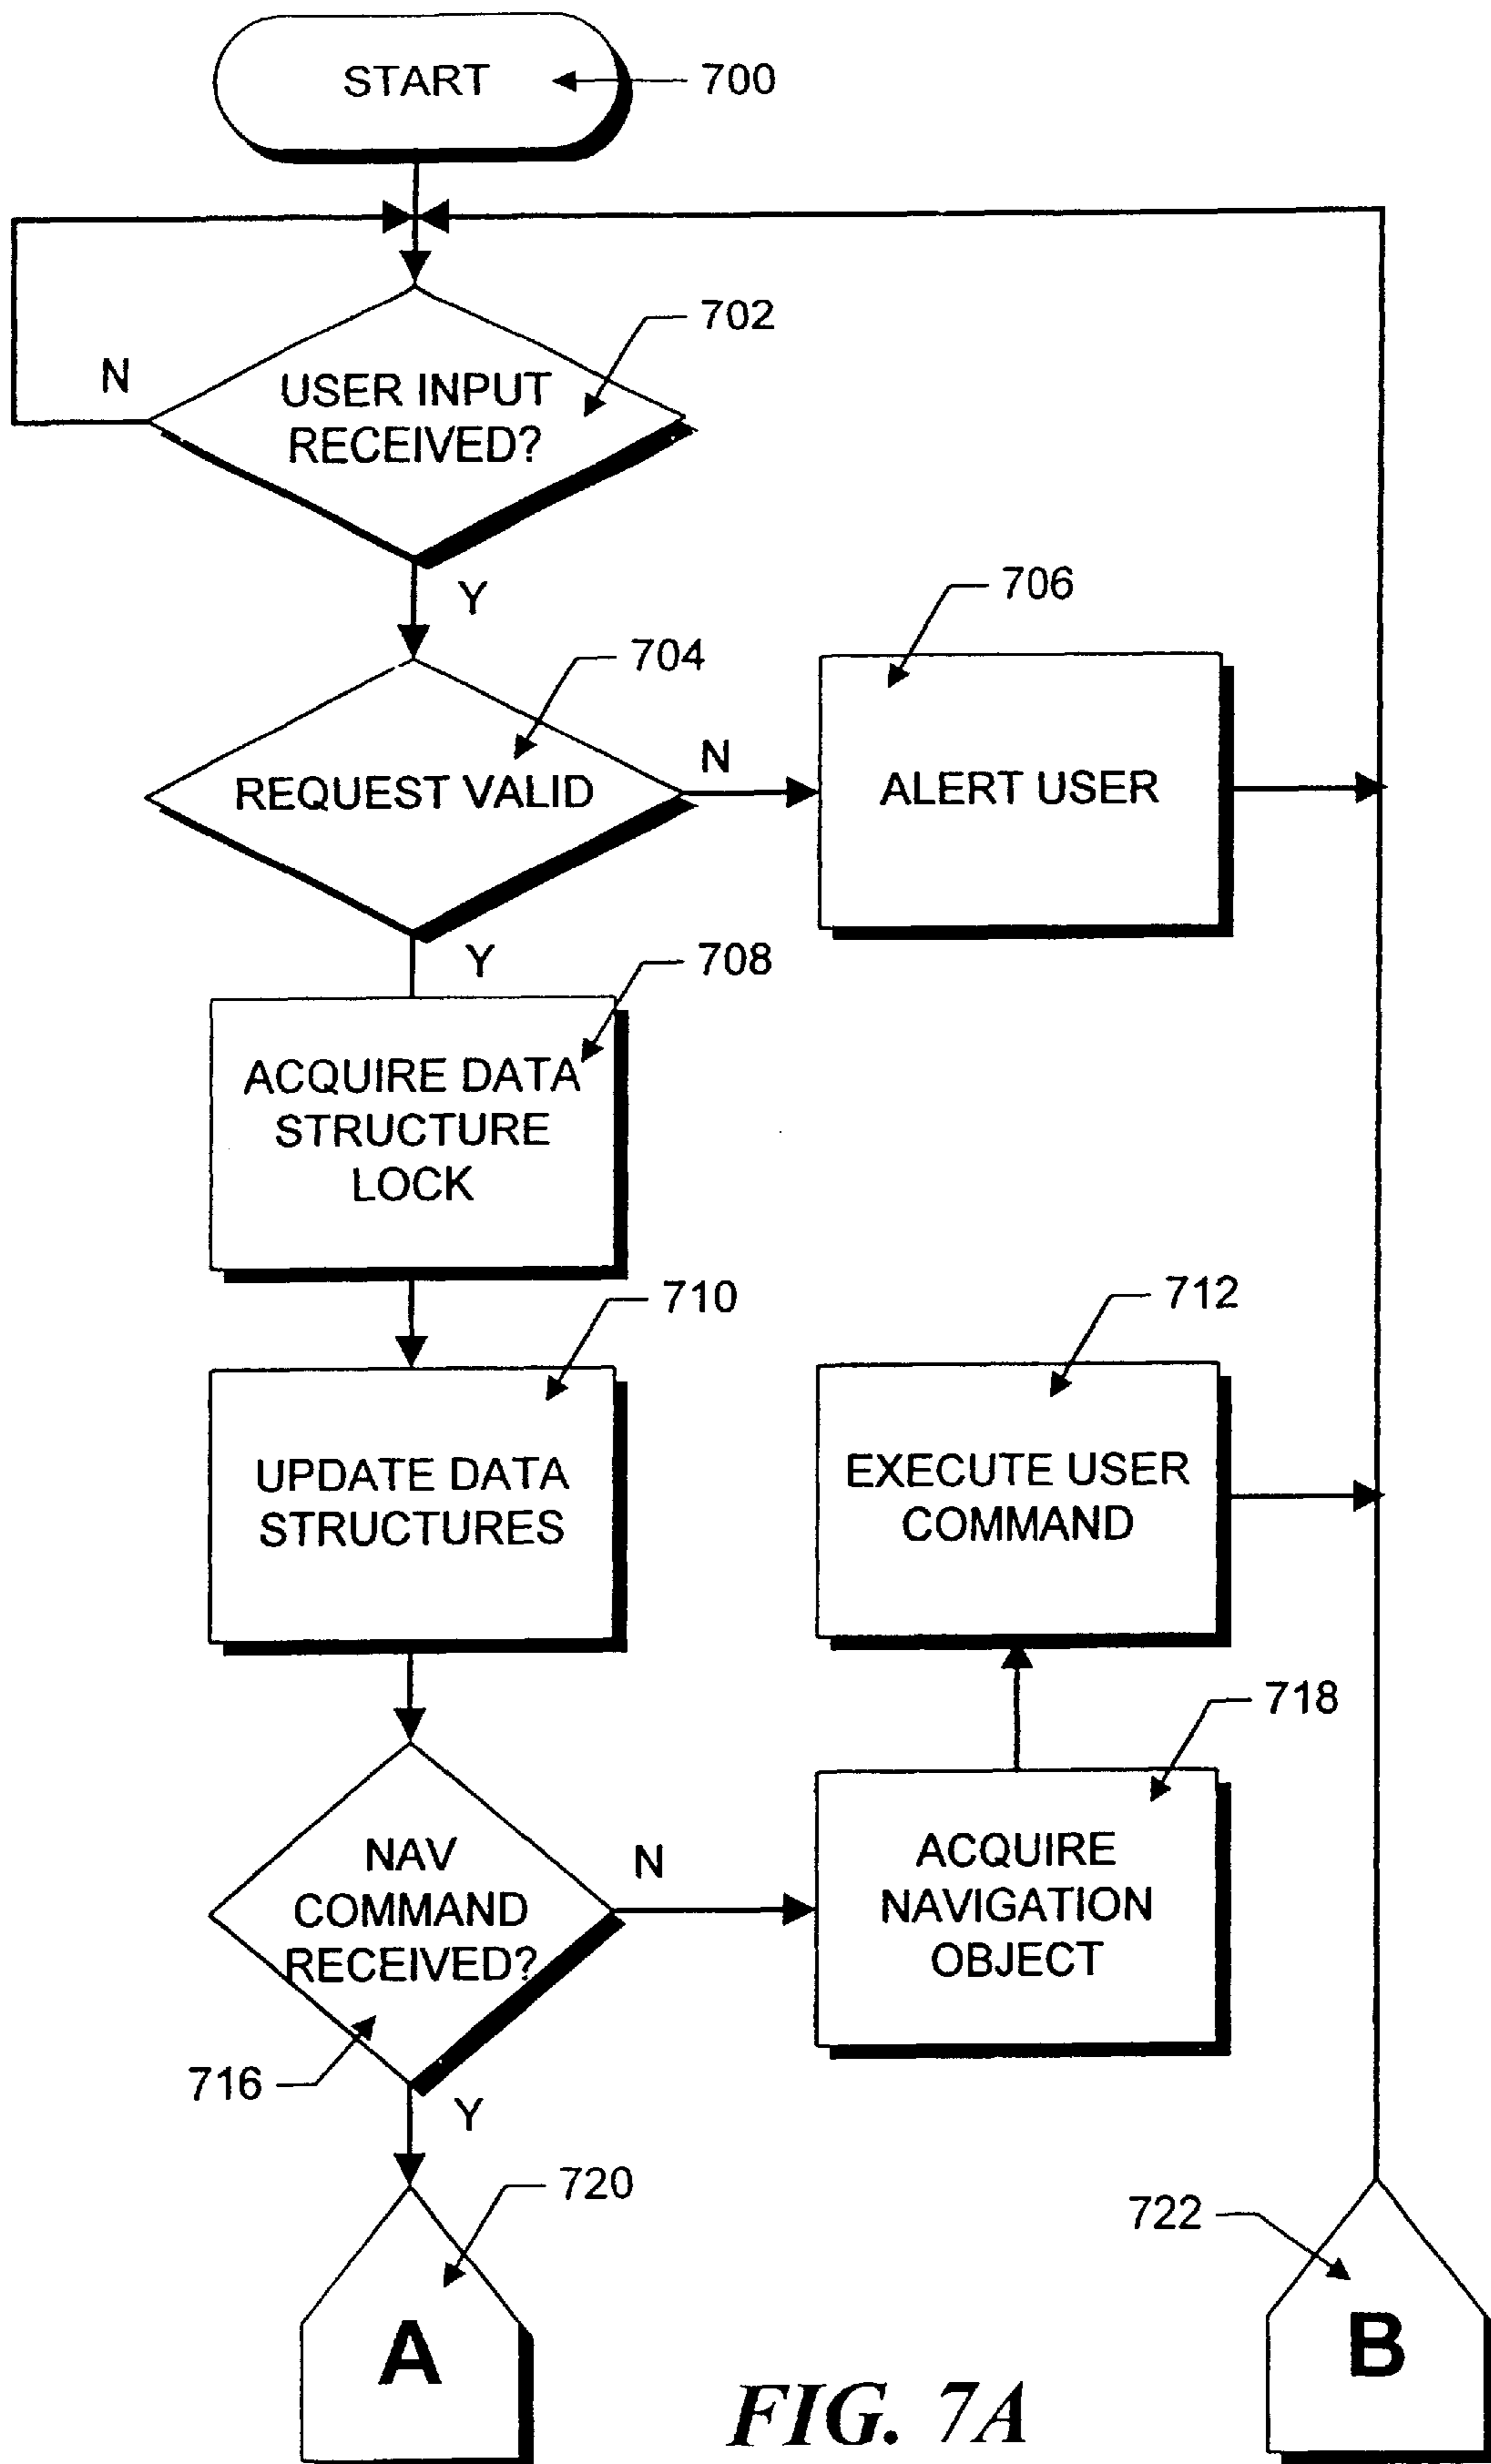 START
700
702
N
USER INPUT
RECEIVED?
Y
706
704
N
REQUEST VALID
ALERT USER
Y
708
ACQUIRE DATA
STRUCTURE
LOCK
710
712
UPDATE DATA
STRUCTURES
EXECUTE USER
COMMAND
718
NAV
COMMAND
RECEIVED?
N
ACQUIRE
NAVIGATION
OBJECT
716
Y
720
722
A
B
FIG. 7A